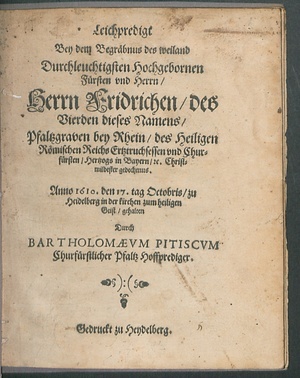 Leichpredigt
Bey dem Begräbnus des weiland
Durchleuchtigsten Hochgebornen
Fürsten vnd Herrn/
Herrn Fridrichen/ des
Vierden dieses Namens/
Pfaltzgraven bey Rhein/ des Heiligen
Römischen Reichs Ertztruchsessen vnd Chur-
fürsten/ Hertzogs in Bayern/ ꝛc. Christ-
mildester gedechtnus.
Anno 1610. den 17. tag Octobris/ zu
Heidelberg in der kirchen zum heiligen
Geist/ gehalten
Durch
BARTHOLOMÆVM PITISCVM
Churfürstlicher Pfaltz Hoffprediger.
Gedruckt zu Heydelberg.